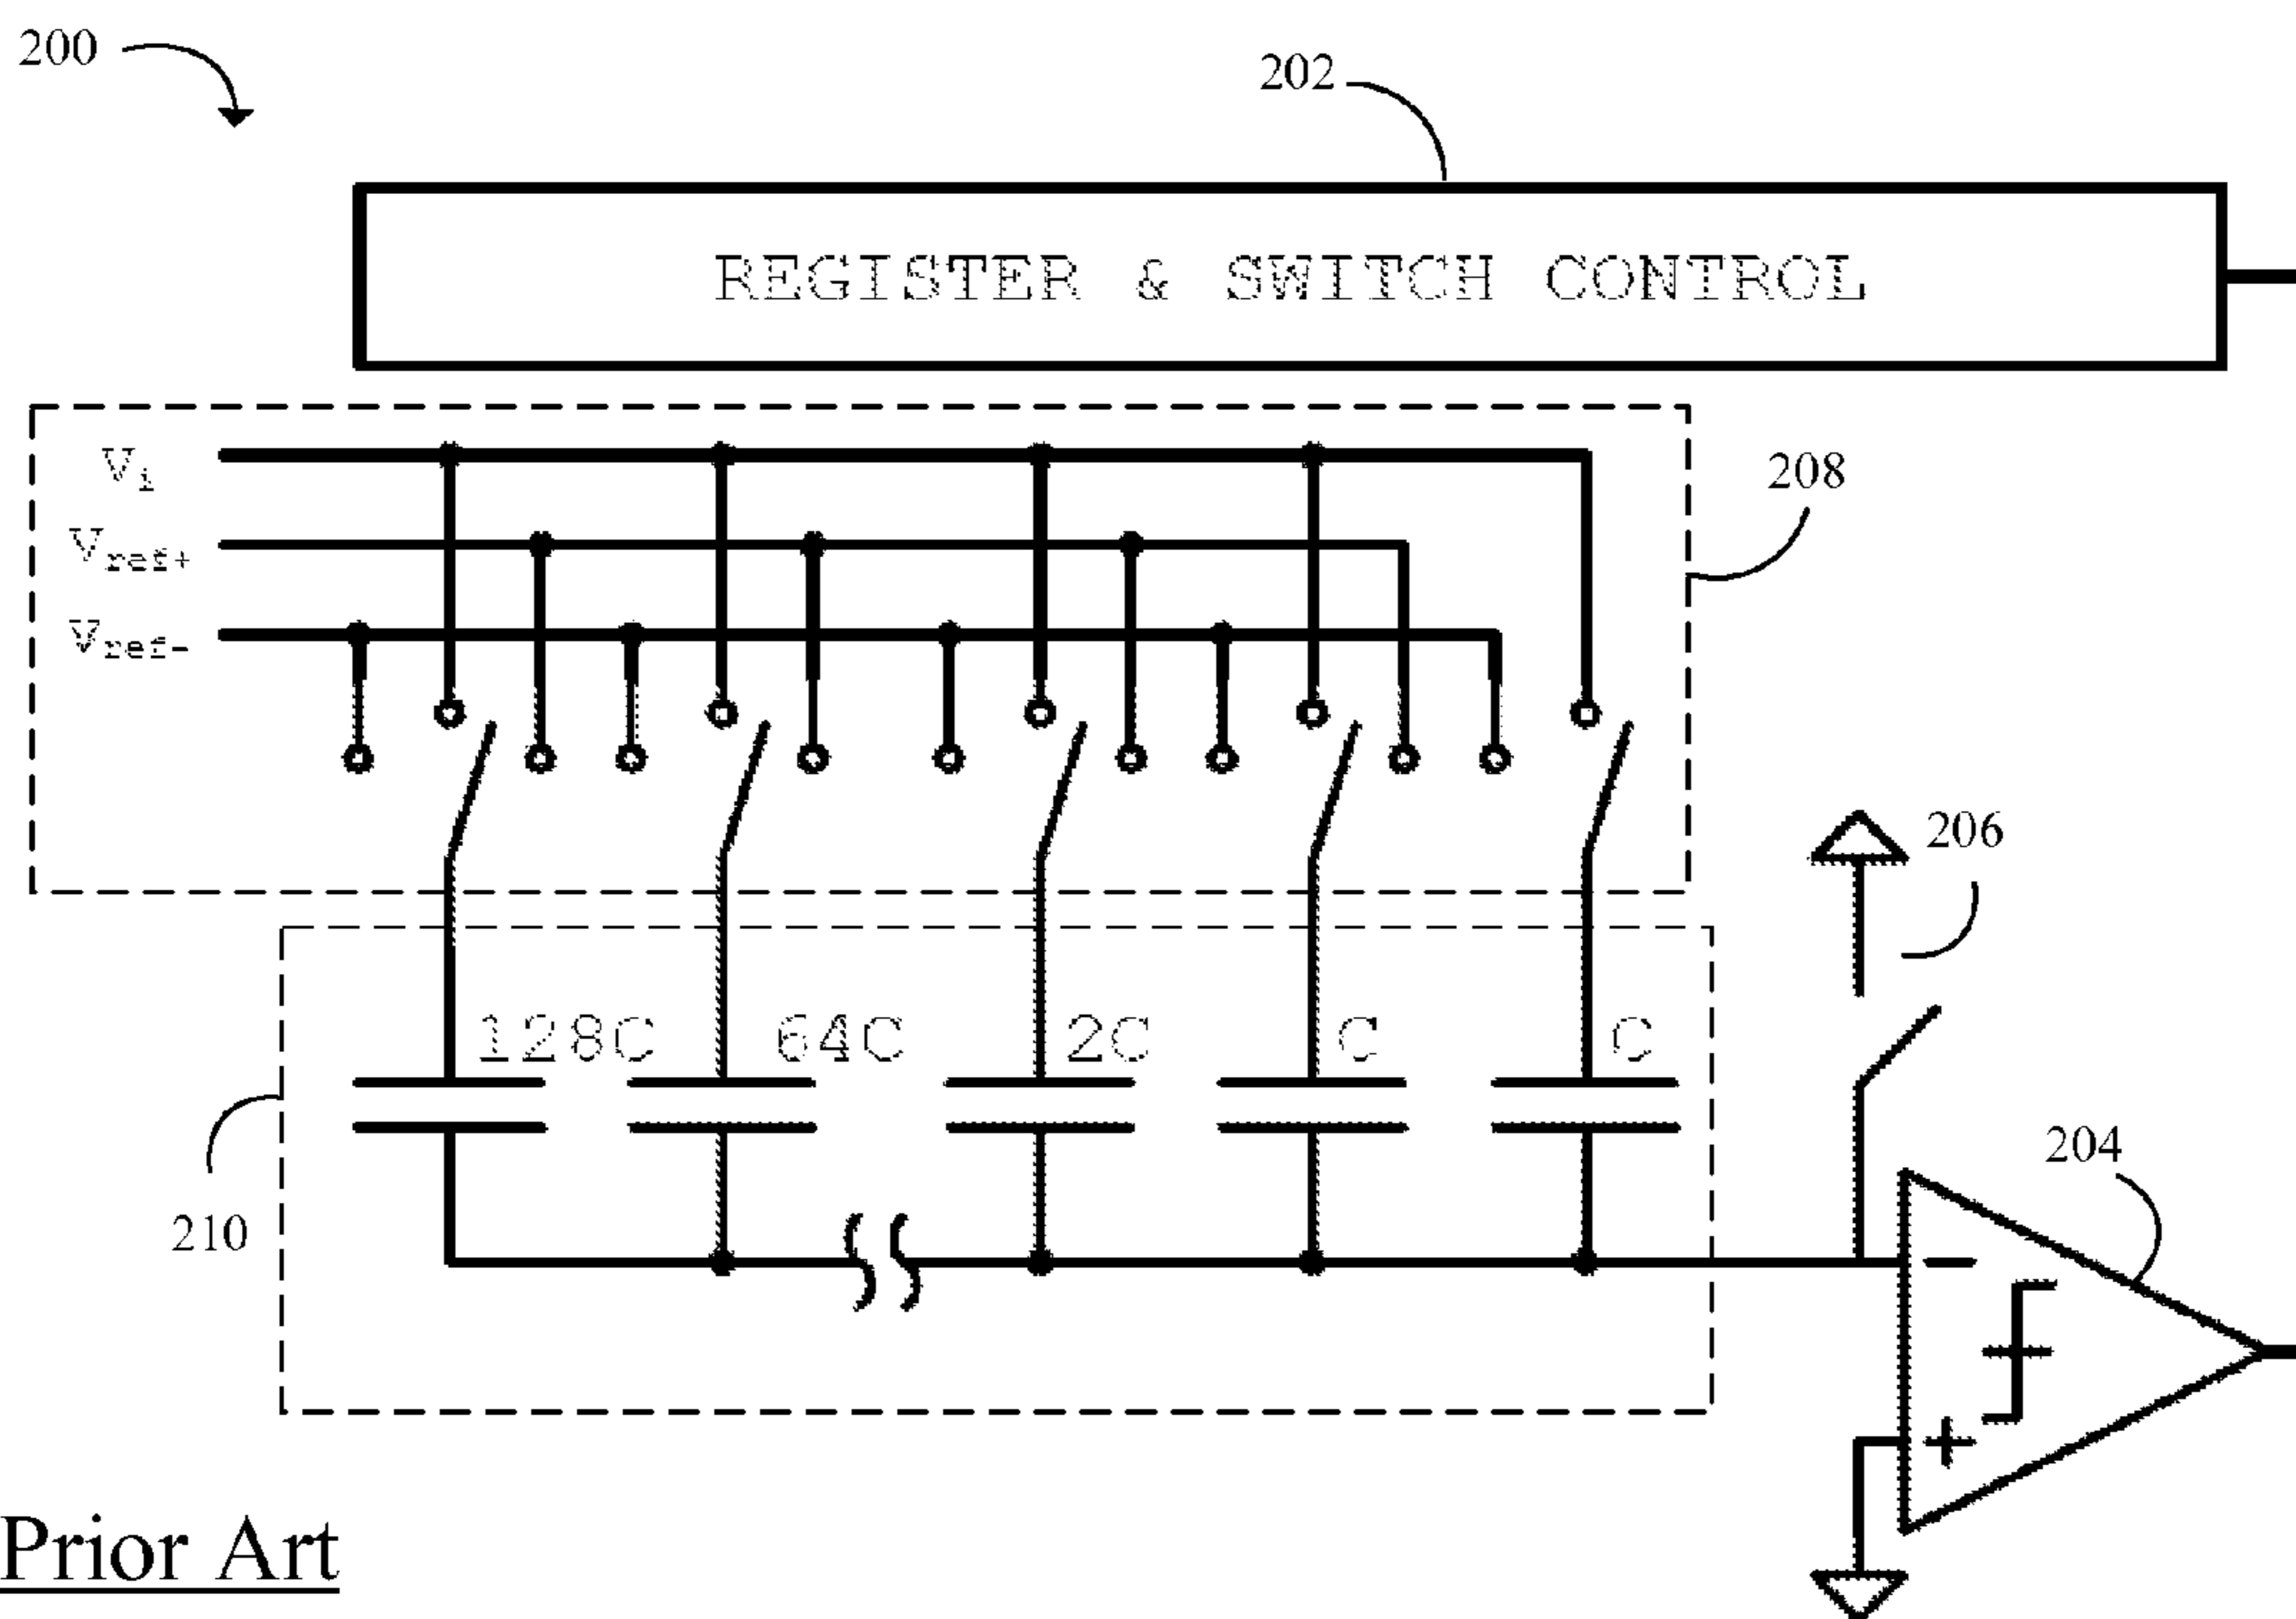 200
202
REGISTER & SWITCH CONTROL
Vi
208
Vref+
Vref-
206
128C 64C 2C C C
204
210
Prior Art